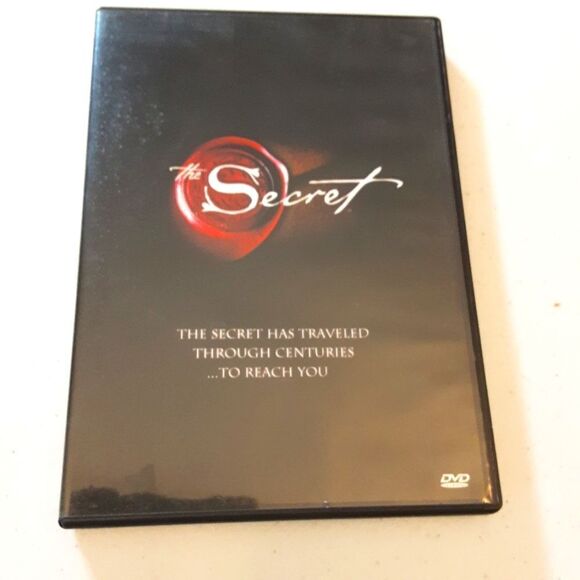 the Secret
THE SECRET HAS TRAVELED
THROUGH CENTURIES
...TO REACH YOU
DVD